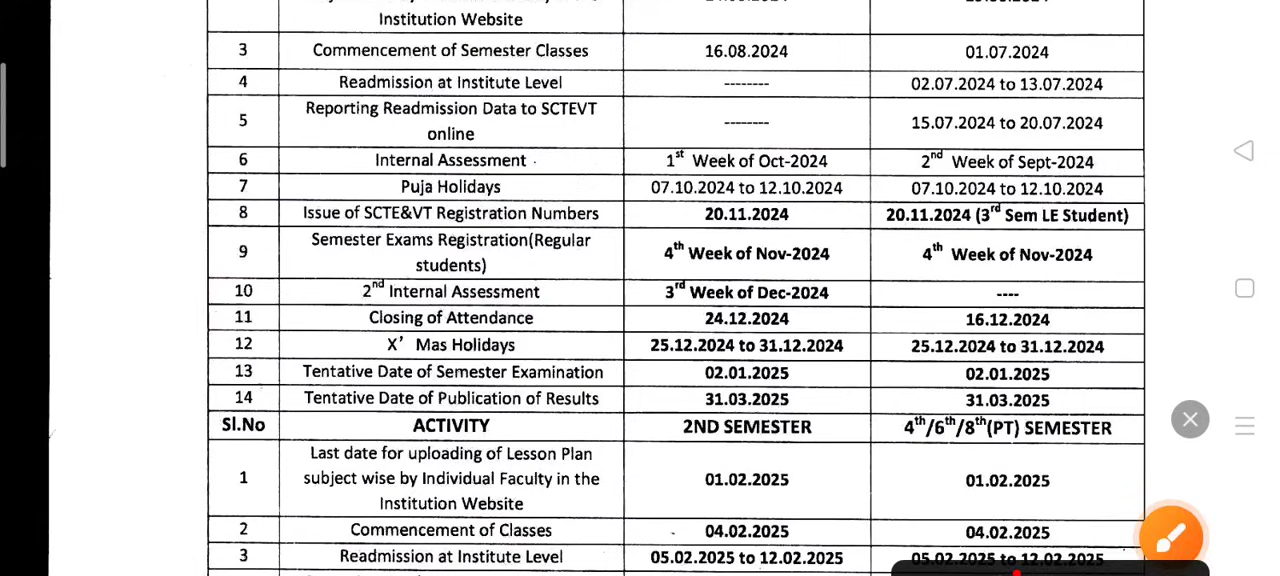 Institution Website
3 Commencement of Semester Classes 16.08.2024 01.07.2024
4 Readmission at Institute Level -------- 02.07.2024 to 13.07.2024
5 Reporting Readmission Data to SCTEVT online -------- 15.07.2024 to 20.07.2024
6 Internal Assessment 1st Week of Oct-2024 2nd Week of Sept-2024
7 Puja Holidays 07.10.2024 to 12.10.2024 07.10.2024 to 12.10.2024
8 Issue of SCTE&VT Registration Numbers 20.11.2024 20.11.2024 (3rd Sem LE Student)
9 Semester Exams Registration(Regular students) 4th Week of Nov-2024 4th Week of Nov-2024
10 2nd Internal Assessment 3rd Week of Dec-2024 ----
11 Closing of Attendance 24.12.2024 16.12.2024
12 X' Mas Holidays 25.12.2024 to 31.12.2024 25.12.2024 to 31.12.2024
13 Tentative Date of Semester Examination 02.01.2025 02.01.2025
14 Tentative Date of Publication of Results 31.03.2025 31.03.2025
Sl.No ACTIVITY 2ND SEMESTER 4th/6th/8th(PT) SEMESTER
1 Last date for uploading of Lesson Plan subject wise by Individual Faculty in the Institution Website 01.02.2025 01.02.2025
2 Commencement of Classes 04.02.2025 04.02.2025
3 Readmission at Institute Level 05.02.2025 to 12.02.2025 05.02.2025 to 12.02.2025